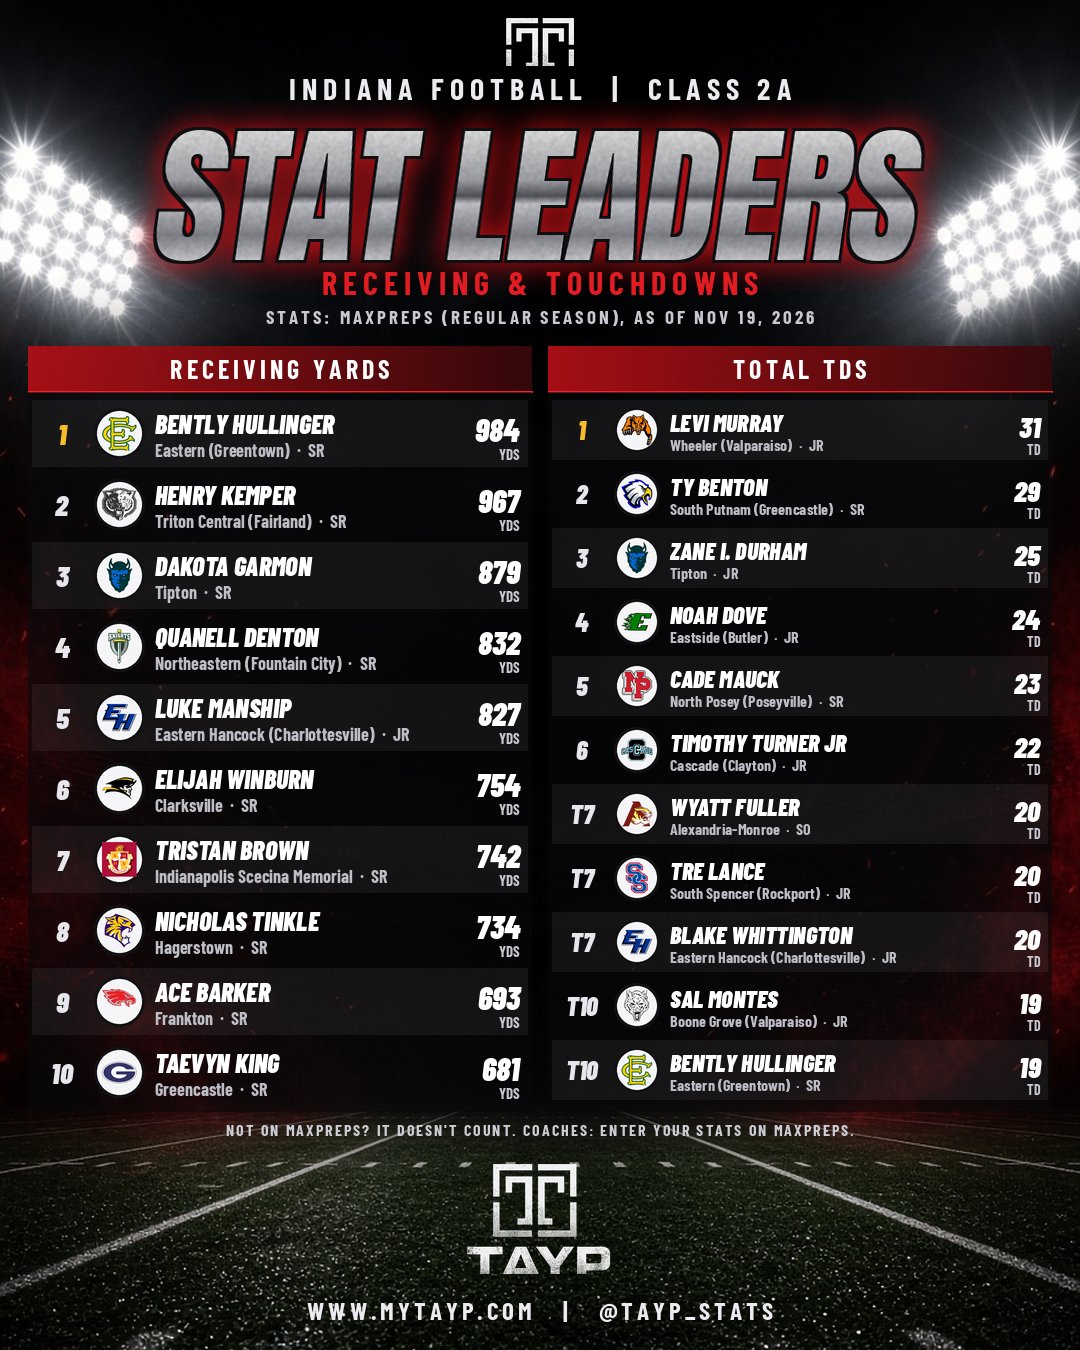 INDIANA FOOTBALL | CLASS 2A
STAT LEADERS
RECEIVING & TOUCHDOWNS
STATS: MAXPREPS (REGULAR SEASON), AS OF NOV 19, 2026
RECEIVING YARDS
1 BENTLY HULLINGER 984
Eastern (Greentown) · SR YDS
2 HENRY KEMPER 967
Triton Central (Fairland) · SR YDS
3 DAKOTA GARMON 879
Tipton · SR YDS
4 QUANELL DENTON 832
Northeastern (Fountain City) · SR YDS
5 LUKE MANSHIP 827
Eastern Hancock (Charlottesville) · JR YDS
6 ELIJAH WINBURN 754
Clarksville · SR YDS
7 TRISTAN BROWN 742
Indianapolis Scecina Memorial · SR YDS
8 NICHOLAS TINKLE 734
Hagerstown · SR YDS
9 ACE BARKER 693
Frankton · SR YDS
10 TAEVYN KING 681
Greencastle · SR YDS
TOTAL TDS
1 LEVI MURRAY 31
Wheeler (Valparaiso) · JR TD
2 TY BENTON 29
South Putnam (Greencastle) · SR TD
3 ZANE I. DURHAM 25
Tipton · JR TD
4 NOAH DOVE 24
Eastside (Butler) · JR TD
5 CADE MAUCK 23
North Posey (Poseyville) · SR TD
6 TIMOTHY TURNER JR 22
Cascade (Clayton) · JR TD
T7 WYATT FULLER 20
Alexandria-Monroe · SO TD
T7 TRE LANCE 20
South Spencer (Rockport) · JR TD
T7 BLAKE WHITTINGTON 20
Eastern Hancock (Charlottesville) · JR TD
T10 SAL MONTES 19
Boone Grove (Valparaiso) · JR TD
T10 BENTLY HULLINGER 19
Eastern (Greentown) · SR TD
NOT ON MAXPREPS? IT DOESN'T COUNT. COACHES: ENTER YOUR STATS ON MAXPREPS.
TAYP
WWW.MYTAYP.COM | @TAYP_STATS